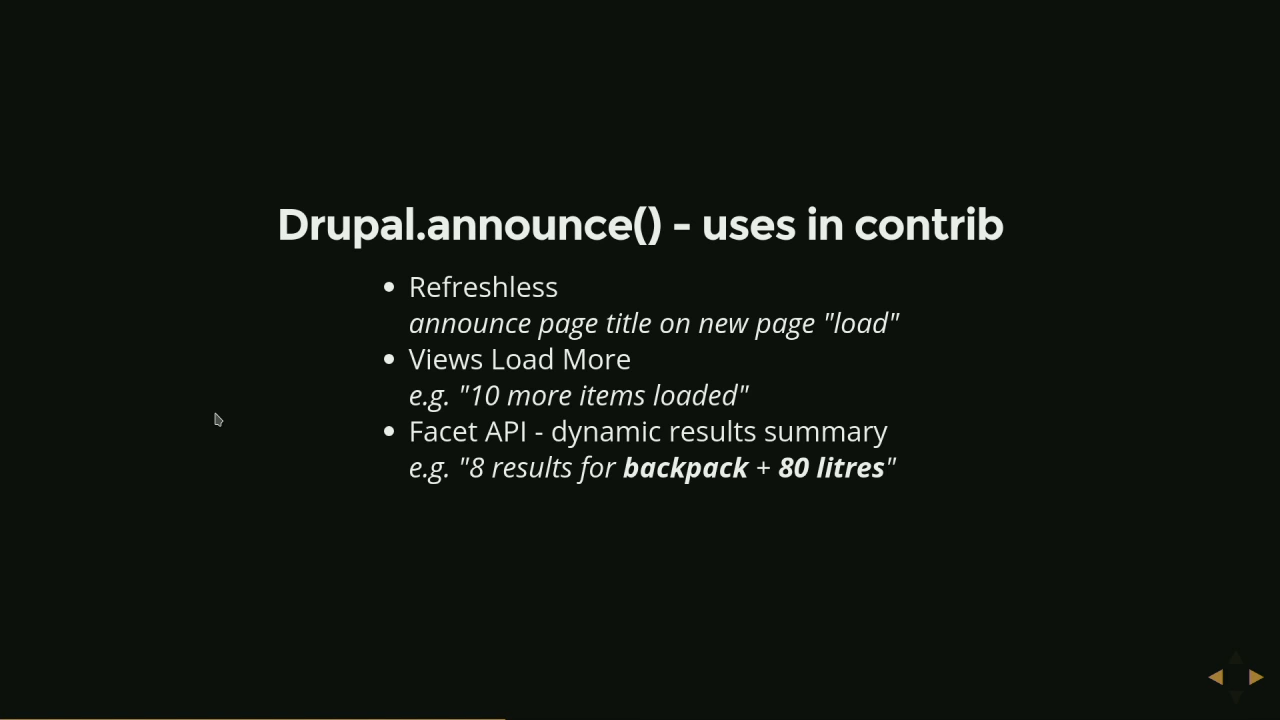 Drupal.announce() - uses in contrib
Refreshless
announce page title on new page "load"
Views Load More
e.g. "10 more items loaded"
Facet API - dynamic results summary
e.g. "8 results for backpack + 80 litres"